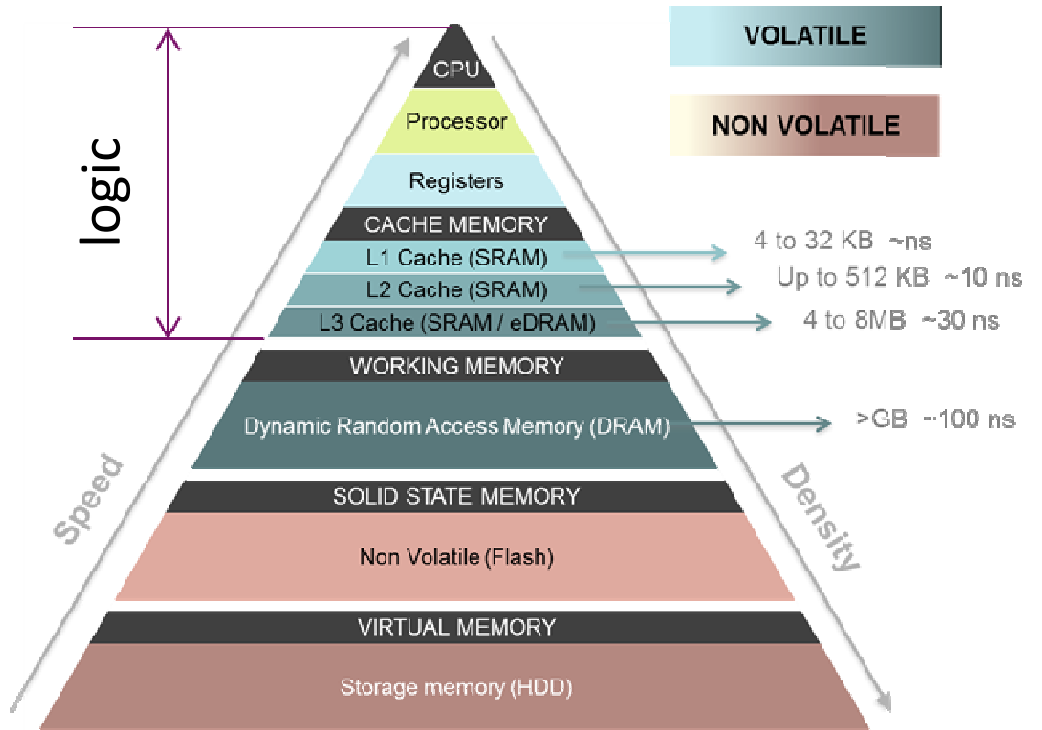 VOLATILE
NON VOLATILE
logic
CPU
Processor
Registers
CACHE MEMORY
L1 Cache (SRAM)
4 to 32 KB ~ns
L2 Cache (SRAM)
Up to 512 KB ~10 ns
L3 Cache (SRAM / eDRAM)
4 to 8MB ~30 ns
WORKING MEMORY
Dynamic Random Access Memory (DRAM)
>GB ~100 ns
Speed
Density
SOLID STATE MEMORY
Non Volatile (Flash)
VIRTUAL MEMORY
Storage memory (HDD)